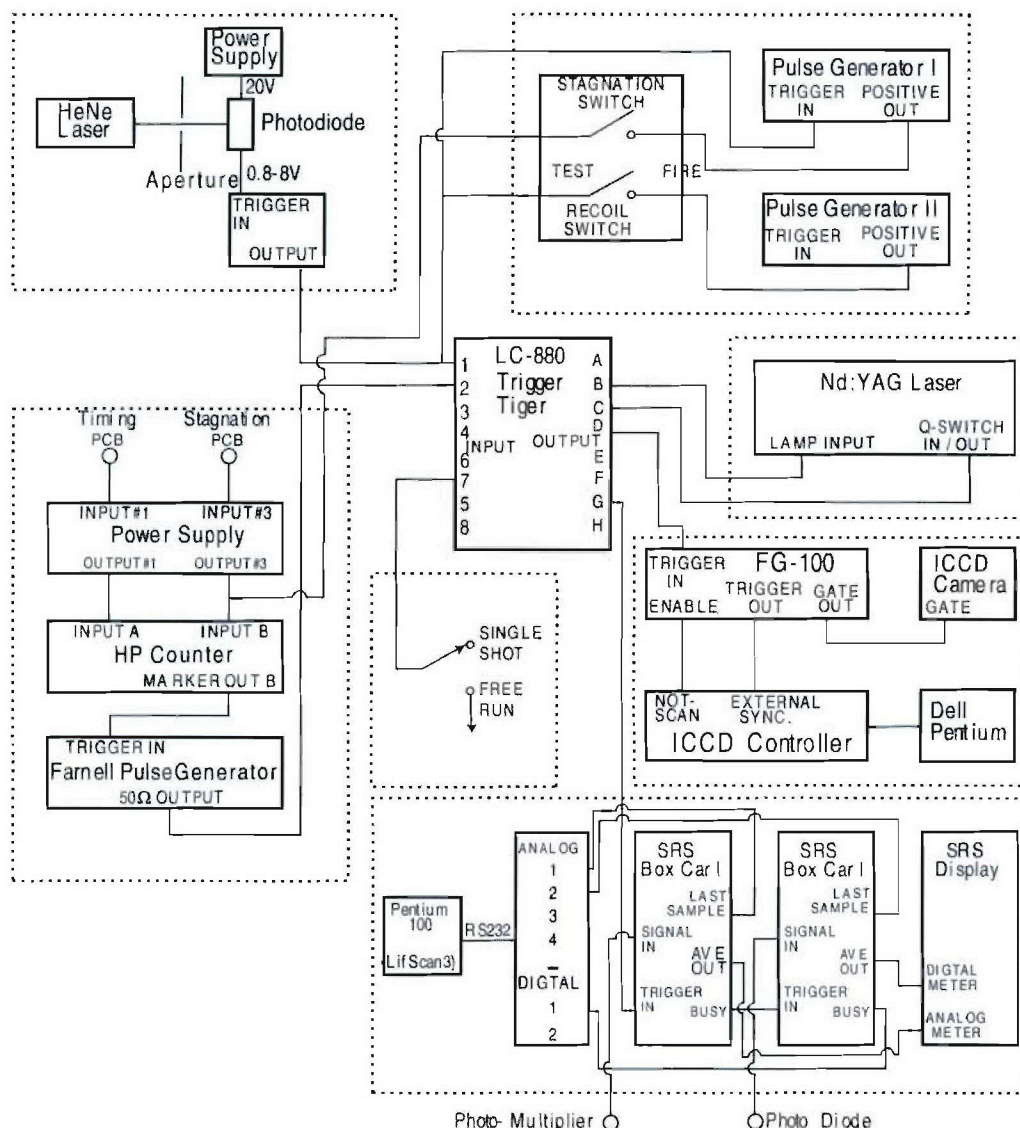 Power
Supply
20V
HeNe
Laser
Photodiode
Aperture
0.8-8V
TRIGGER
IN
OUTPUT
STAGNATION
SWITCH
TEST
FIRE
RECOIL
SWITCH
Pulse Generator I
TRIGGER
IN
POSITIVE
OUT
Pulse Generator II
TRIGGER
IN
POSITIVE
OUT
LC-880
Trigger
Tiger
1
2
3
4
INPUT
6
7
5
8
A
B
C
D
OUTPUT
E
F
G
H
Nd:YAG Laser
LAMP INPUT
Q-SWITCH
IN / OUT
Timing
PCB
Stagnation
PCB
INPUT#1
INPUT#3
Power Supply
OUTPUT#1
OUTPUT#3
INPUT A
INPUT B
HP Counter
MARKER OUT B
TRIGGER IN
Farnell PulseGenerator
50Ω OUTPUT
SINGLE
SHOT
FREE
RUN
TRIGGER
IN
ENABLE
FG-100
TRIGGER
OUT
GATE
OUT
ICCD
Camera
GATE
NOT-
SCAN
EXTERNAL
SYNC.
ICCD Controller
Dell
Pentium
Pentium
100
(LifScan3)
RS232
ANALOG
1
2
3
4
DIGTAL
1
2
SRS
Box Car I
LAST
SAMPLE
SIGNAL
IN
AVE
OUT
TRIGGER
IN
BUSY
SRS
Box Car I
LAST
SAMPLE
SIGNAL
IN
AVE
OUT
TRIGGER
IN
BUSY
SRS
Display
DIGTAL
METER
ANALOG
METER
Photo- Multiplier
Photo Diode